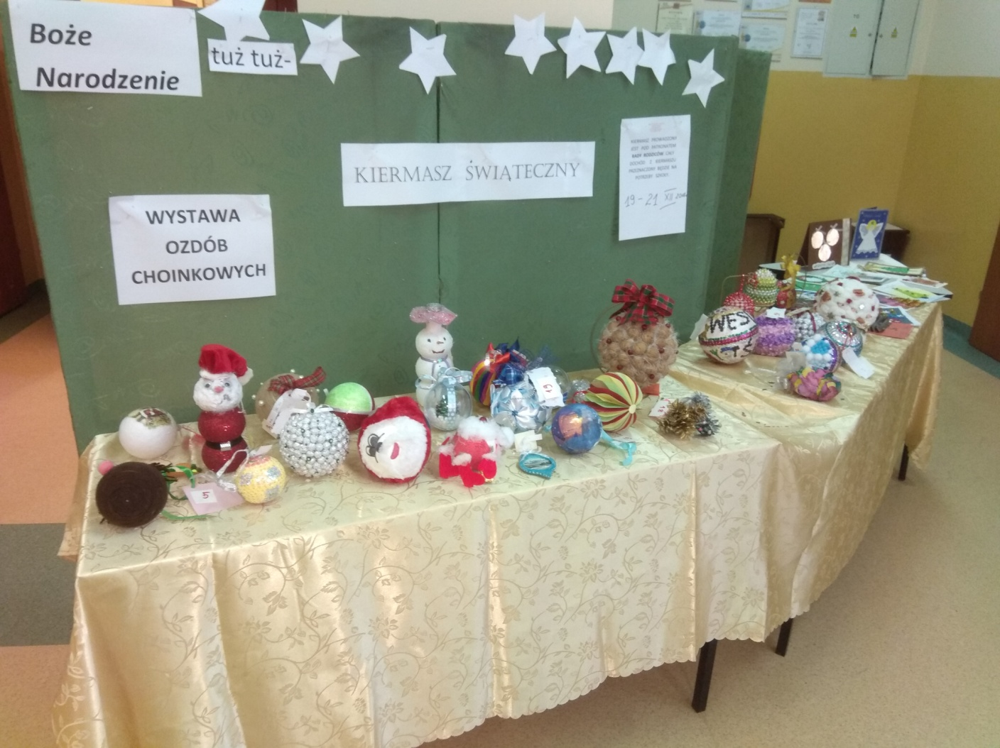 Boże
Narodzenie
tuż tuż-
KIERMASZ ŚWIĄTECZNY
WYSTAWA
OZDÓB
CHOINKOWYCH
KIERMASZ PROWADZONY
JEST POD PATRONATEM
RADY RODZICÓW CAŁY
DOCHÓD Z KIERMASZU
PRZEZNACZONY BĘDZIE NA
POTRZEBY SZKOŁY.
19-21 XII
WES
5